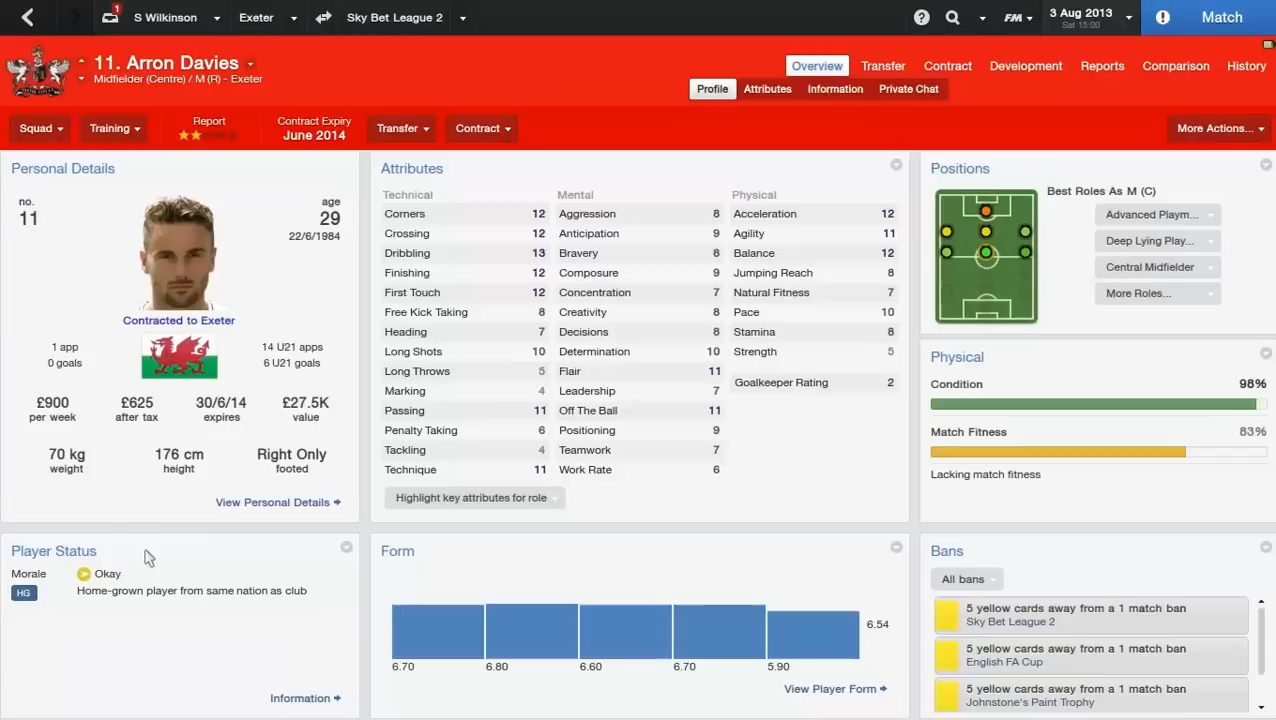 1
S Wilkinson
Exeter
Sky Bet League 2
?
FM
3 Aug 2013
Sat 15:00
Match
11. Arron Davies
Midfielder (Centre) / M (R) - Exeter
Overview
Transfer
Contract
Development
Reports
Comparison
History
Profile
Attributes
Information
Private Chat
Squad
Training
Report
Contract Expiry
June 2014
Transfer
Contract
More Actions...
Personal Details
no.
11
age
29
22/6/1984
Contracted to Exeter
1 app
0 goals
14 U21 apps
6 U21 goals
£900
per week
£625
after tax
30/6/14
expires
£27.5K
value
70 kg
weight
176 cm
height
Right Only
footed
View Personal Details
Attributes
Technical Mental Physical
Corners 12 Aggression 8 Acceleration 12
Crossing 12 Anticipation 9 Agility 11
Dribbling 13 Bravery 8 Balance 12
Finishing 12 Composure 9 Jumping Reach 8
First Touch 12 Concentration 7 Natural Fitness 7
Free Kick Taking 8 Creativity 8 Pace 10
Heading 7 Decisions 8 Stamina 8
Long Shots 10 Determination 10 Strength 5
Long Throws 5 Flair 11
Marking 4 Leadership 7 Goalkeeper Rating 2
Passing 11 Off The Ball 11
Penalty Taking 6 Positioning 9
Tackling 4 Teamwork 7
Technique 11 Work Rate 6
Highlight key attributes for role
Positions
Best Roles As M (C)
Advanced Playm...
Deep Lying Play...
Central Midfielder
More Roles...
Physical
Condition 98%
Match Fitness 83%
Lacking match fitness
Player Status
Morale Okay
HG Home-grown player from same nation as club
Information
Form
6.54
6.70 6.80 6.60 6.70 5.90
View Player Form
Bans
All bans
5 yellow cards away from a 1 match ban
Sky Bet League 2
5 yellow cards away from a 1 match ban
English FA Cup
5 yellow cards away from a 1 match ban
Johnstone's Paint Trophy